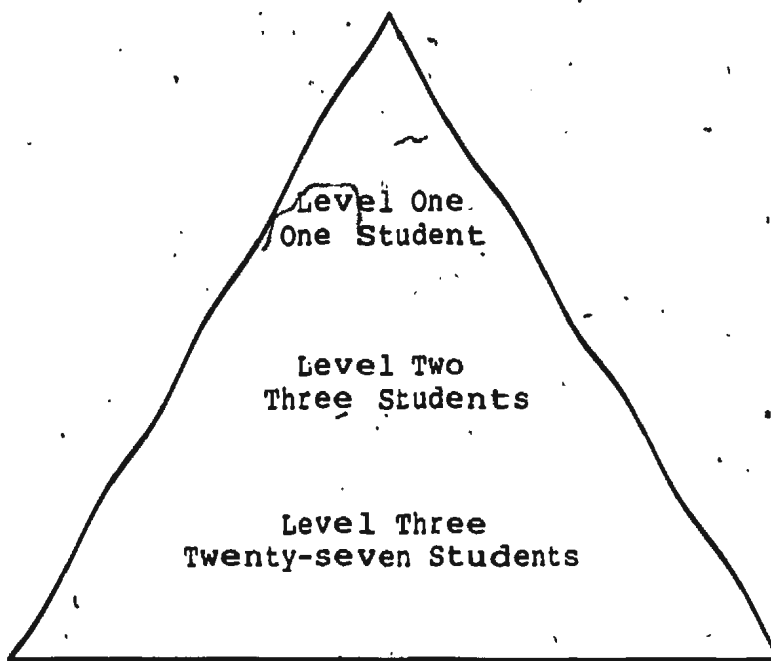 Level One
One Student
Level Two
Three Students
Level Three
Twenty-seven Students